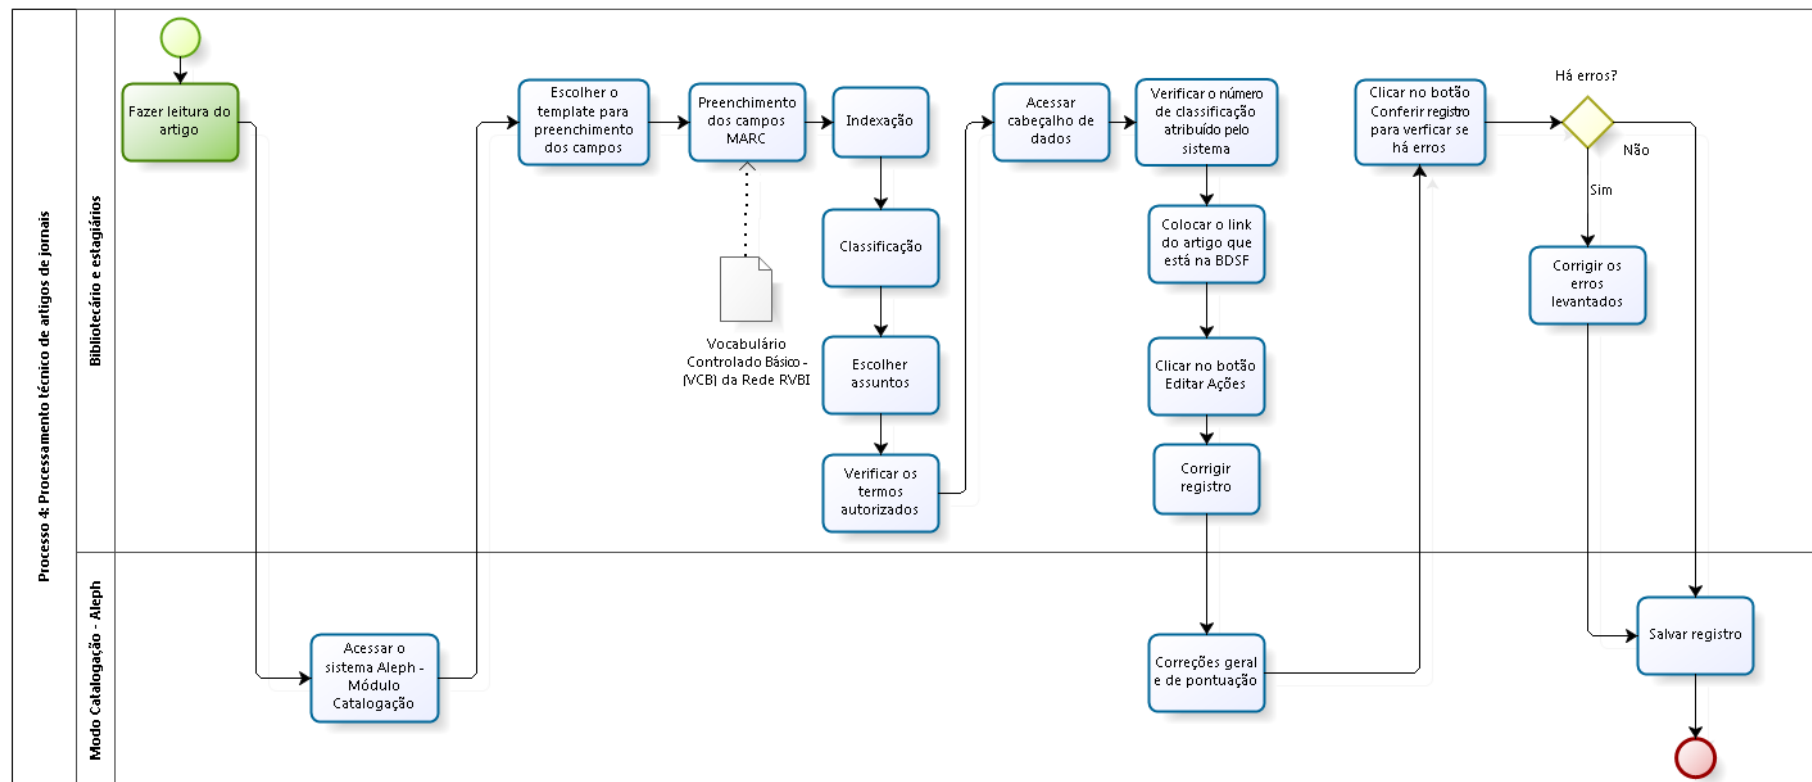 Processo 4: Processamento técnico de artigos de jornais
Bibliotecário e estagiários
Fazer leitura do
artigo
Escolher o
template para
preenchimento
dos campos
Preenchimento
dos campos
MARC
Vocabulário
Controlado Básico -
(VCB) da Rede RVBI
Indexação
Classificação
Escolher
assuntos
Verificar os
termos
autorizados
Acessar
cabeçalho de
dados
Verificar o número
de classificação
atribuído pelo
sistema
Colocar o link
do artigo que
está na BDSF
Clicar no botão
Editar Ações
Corrigir
registro
Clicar no botão
Conferir registro
para verficar se
há erros
Há erros?
Não
Sim
Corrigir os
erros
levantados
Modo Catalogação - Aleph
Acessar o
sistema Aleph -
Módulo
Catalogação
Correções geral
e de pontuação
Salvar registro